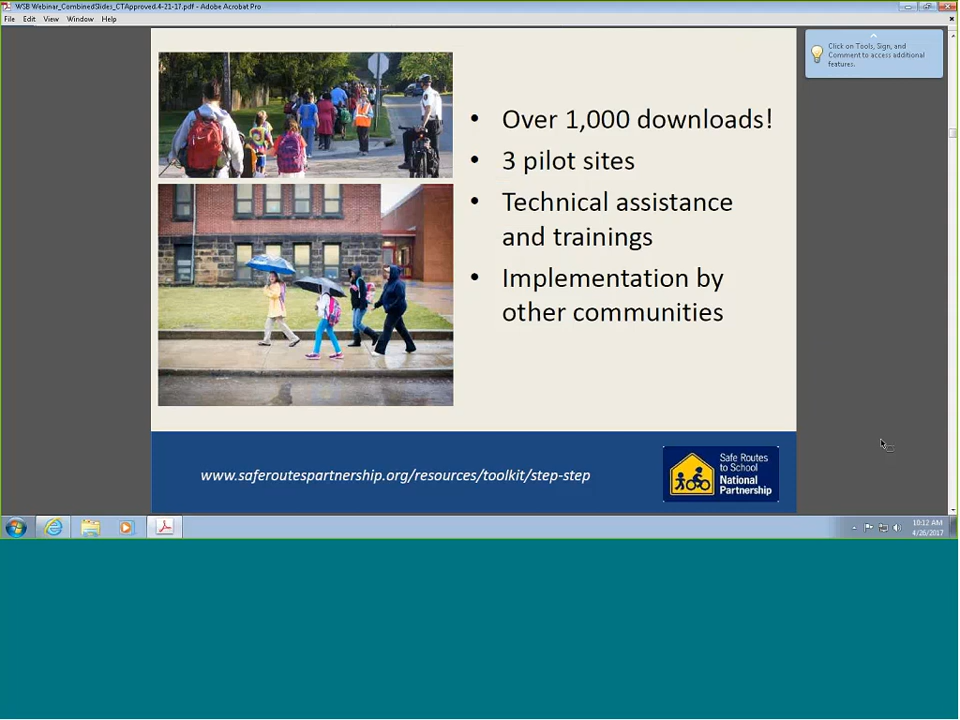 WSB Webinar_CombinedSlides_CTApproved.4-21-17.pdf - Adobe Acrobat Pro
File Edit View Window Help
Click on Tools, Sign, and
Comment to access additional
features.
• Over 1,000 downloads!
• 3 pilot sites
• Technical assistance
and trainings
• Implementation by
other communities
www.saferoutespartnership.org/resources/toolkit/step-step
Safe Routes
to School
National
Partnership
10:12 AM
4/26/2017